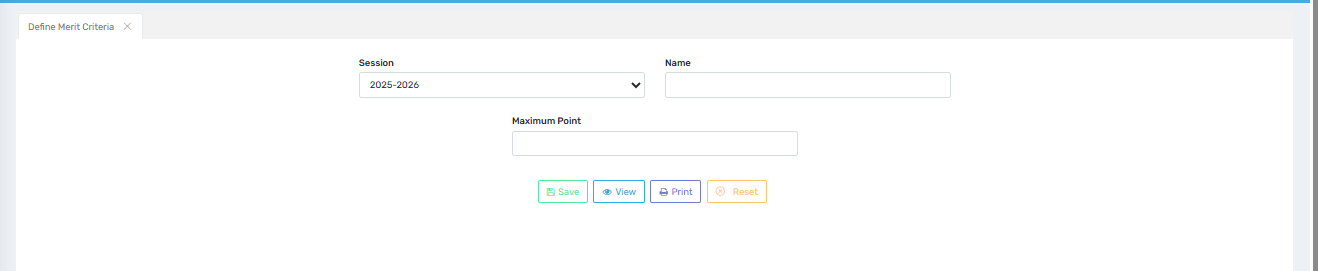 Define Merit Criteria
Session
Name
2025-2026
Maximum Point
Save View Print Reset